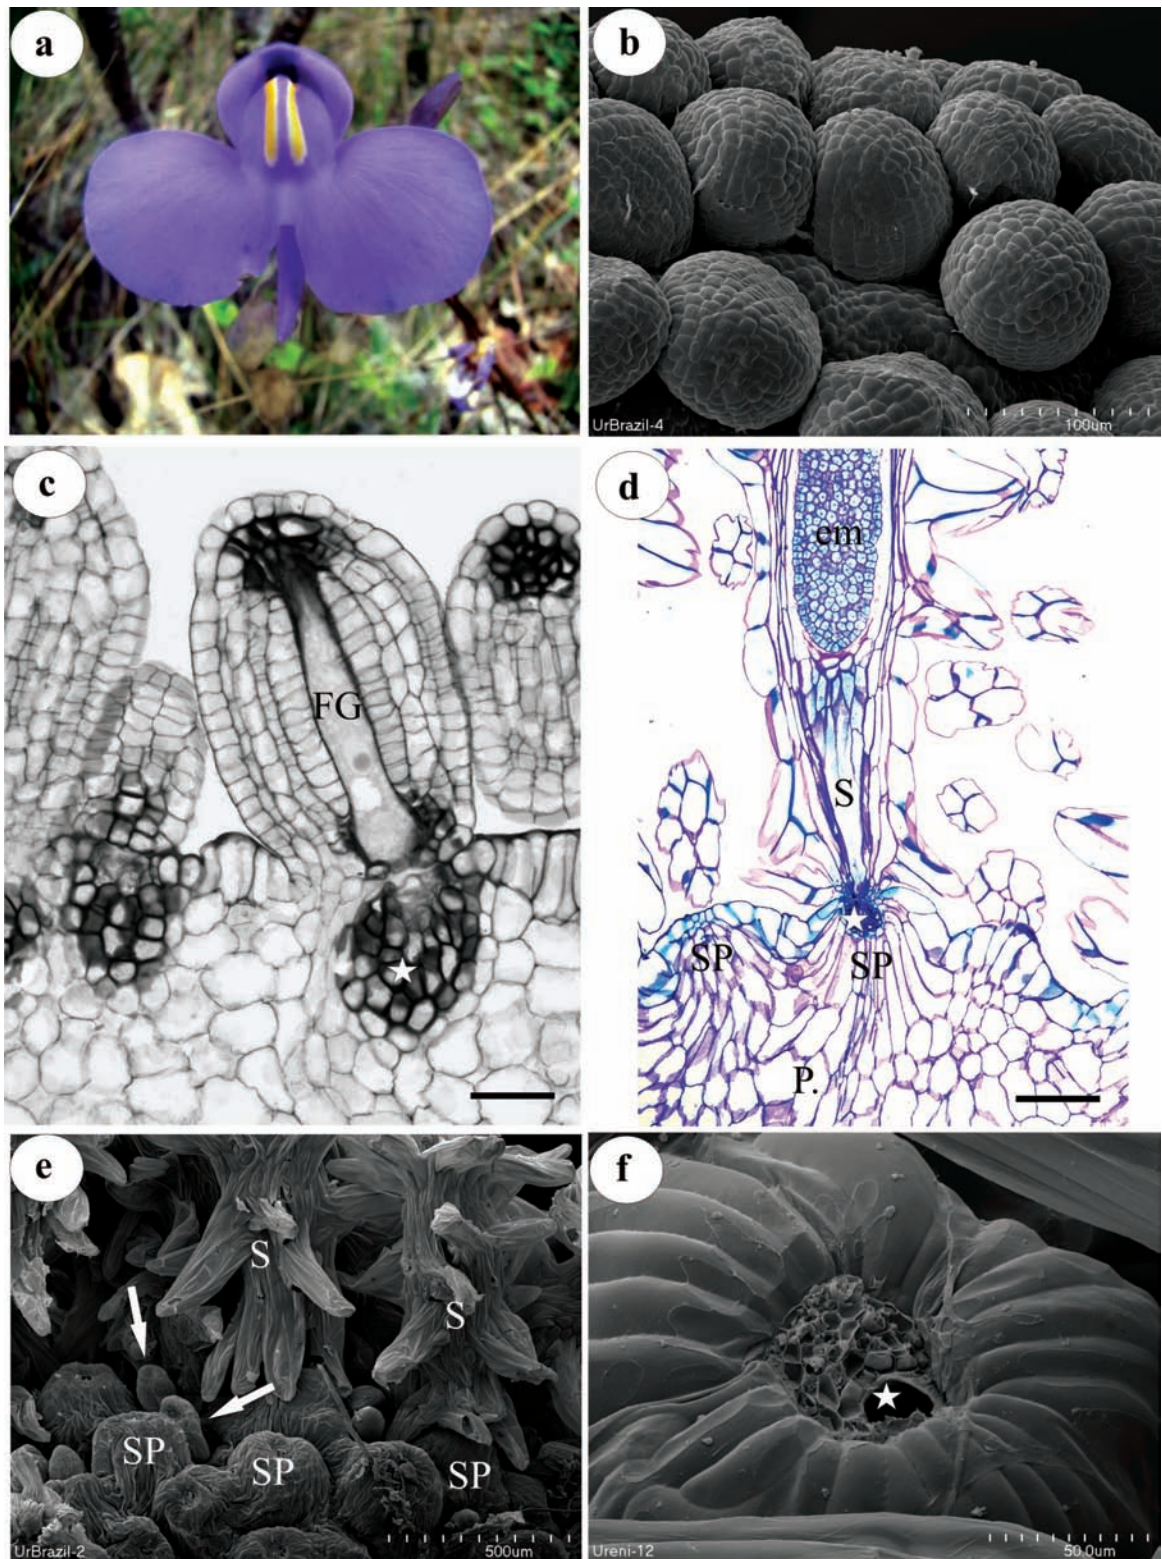 a
b
UrBrazil-4
100um
c
FG
d
em
S
SP
SP
P.
e
S
S
SP
SP
SP
UrBrazil-2
500um
f
Ureni-12
50.0um